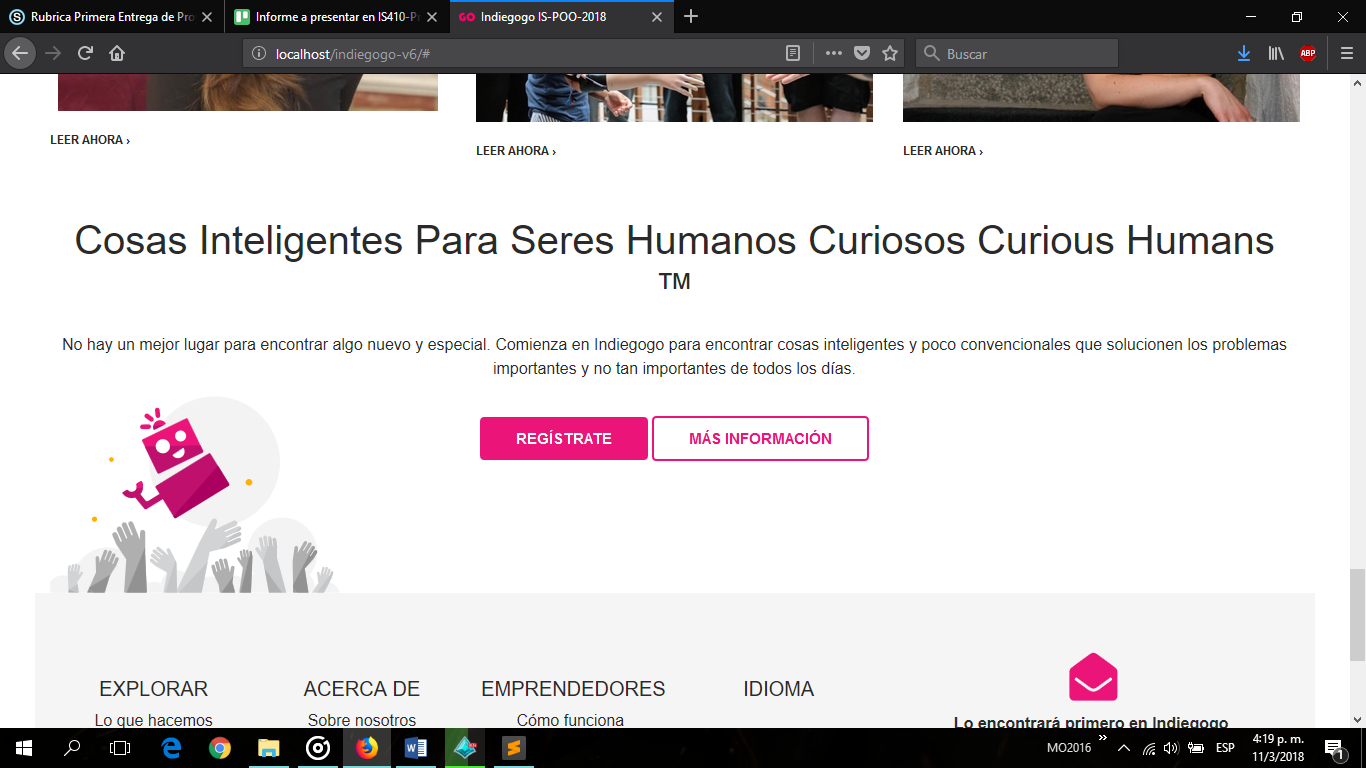 Rubrica Primera Entrega de Pro
Informe a presentar en IS410-P
GO Indiegogo IS-POO-2018
localhost/indiegogo-v6/#
Buscar
ABP
LEER AHORA ›
LEER AHORA ›
LEER AHORA ›
Cosas Inteligentes Para Seres Humanos Curiosos Curious Humans
TM
No hay un mejor lugar para encontrar algo nuevo y especial. Comienza en Indiegogo para encontrar cosas inteligentes y poco convencionales que solucionen los problemas
importantes y no tan importantes de todos los días.
REGÍSTRATE
MÁS INFORMACIÓN
EXPLORAR
ACERCA DE
EMPRENDEDORES
IDIOMA
Lo que hacemos
Sobre nosotros
Cómo funciona
Lo encontrará primero en Indiegogo
MO2016
ESP
4:19 p. m.
11/3/2018
1